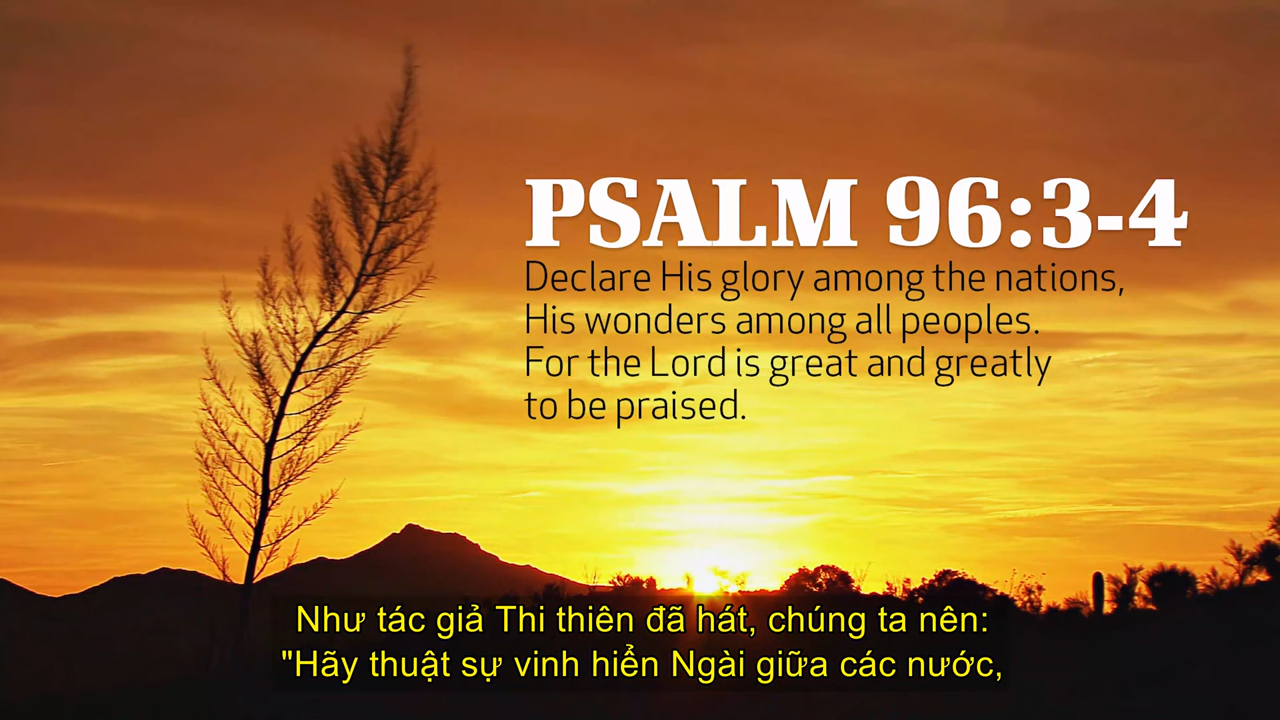 PSALM 96:3-4
Declare His glory among the nations,
His wonders among all peoples.
For the Lord is great and greatly
to be praised.
Như tác giả Thi thiên đã hát, chúng ta nên:
"Hãy thuật sự vinh hiển Ngài giữa các nước,